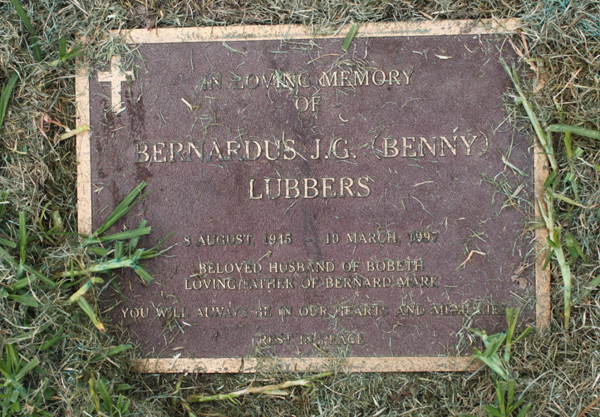 IN LOVING MEMORY
OF
BERNARDUS J.G. (BENNY)
LUBBERS
8 AUGUST 1945 - 10 MARCH 1997
BELOVED HUSBAND OF BOBETH
LOVING FATHER OF BERNARD MARK
YOU WILL ALWAYS BE IN OUR HEARTS AND MEMORIES
REST IN PEACE